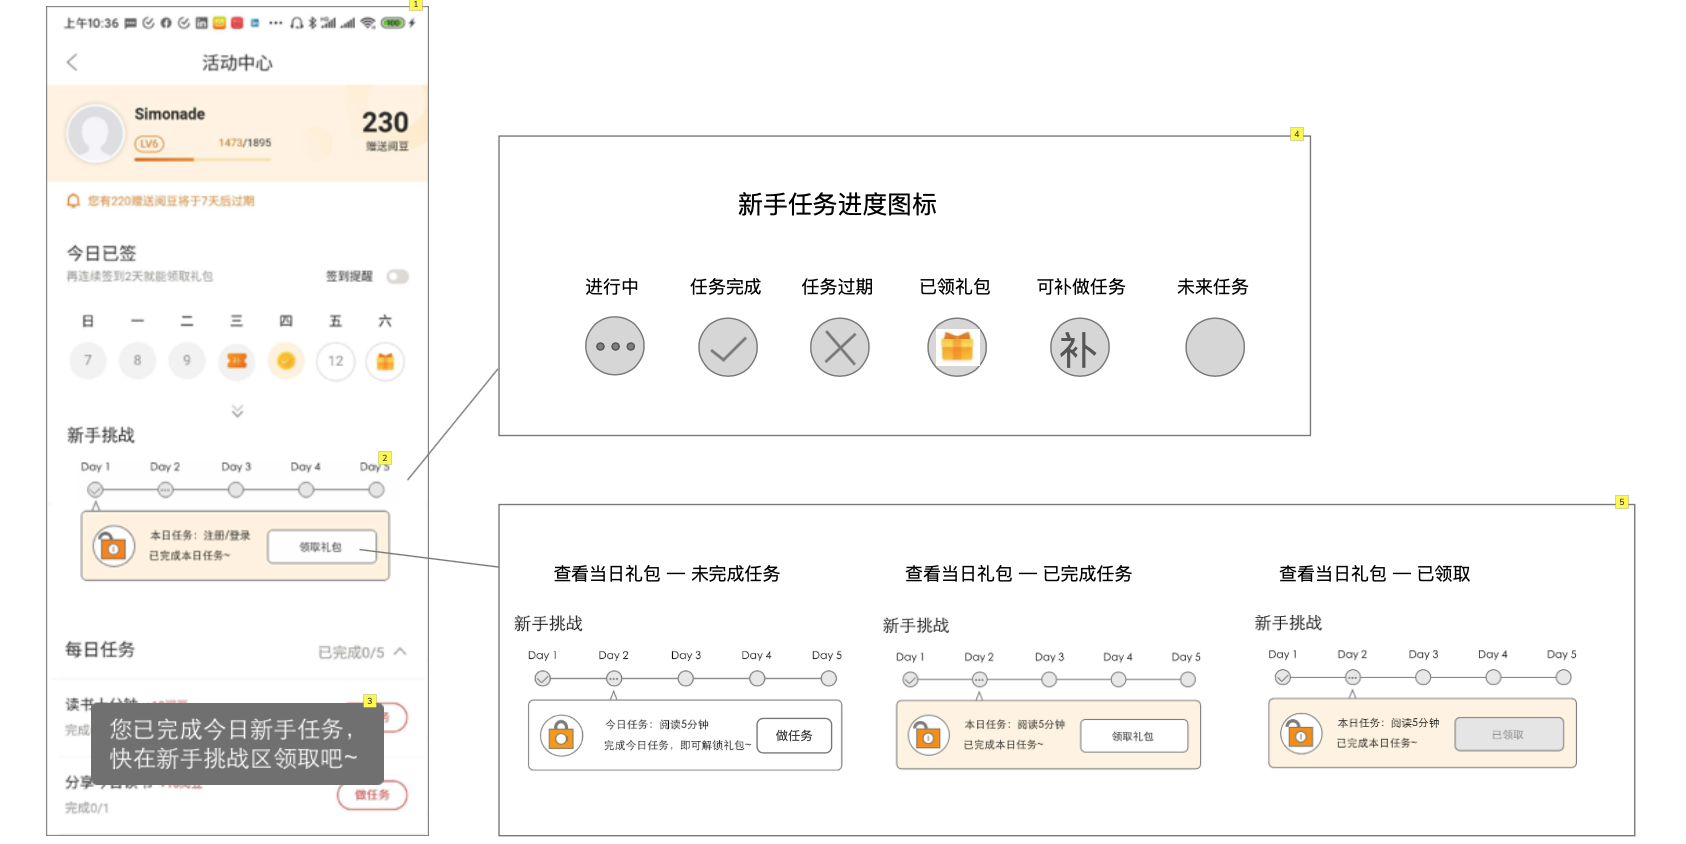 1
上午10:36
100
活动中心
Simonade
230
LV6
1473/1895
赠送阅豆
您有220赠送阅豆将于7天后过期
今日已签
再连续签到2天就能领取礼包
签到提醒
日 一 二 三 四 五 六
7 8 9 12
新手挑战
2
Day 1 Day 2 Day 3 Day 4 Day 5
本日任务：注册/登录
已完成本日任务~
领取礼包
每日任务
已完成0/5
3
您已完成今日新手任务，
快在新手挑战区领取吧~
完成0/1
做任务
4
新手任务进度图标
进行中 任务完成 任务过期 已领礼包 可补做任务 未来任务
补
5
查看当日礼包 — 未完成任务
新手挑战
Day 1 Day 2 Day 3 Day 4 Day 5
今日任务：阅读5分钟
完成今日任务，即可解锁礼包~
做任务
查看当日礼包 — 已完成任务
新手挑战
Day 1 Day 2 Day 3 Day 4 Day 5
本日任务：阅读5分钟
已完成本日任务~
领取礼包
查看当日礼包 — 已领取
新手挑战
Day 1 Day 2 Day 3 Day 4 Day 5
本日任务：阅读5分钟
已完成本日任务~
已领取